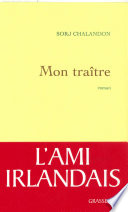 SORJ CHALANDON
Mon traître
roman
L'AMI
IRLANDAIS
GRASSET